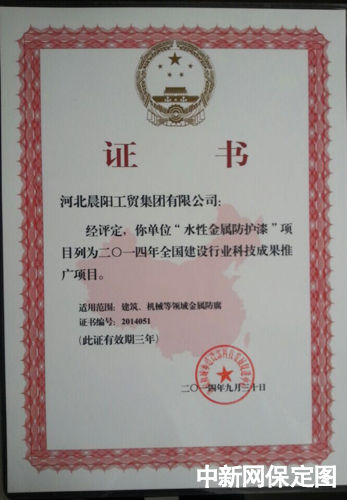 证 书
河北晨阳工贸集团有限公司:
经评定，你单位“水性金属防护漆”项
目列为二〇一四年全国建设行业科技成果推
广项目。
适用范围: 建筑、机械等领域金属防腐
证书编号: 2014051
(此证有效期三年)
二〇一四年九月三十日
中新网保定图